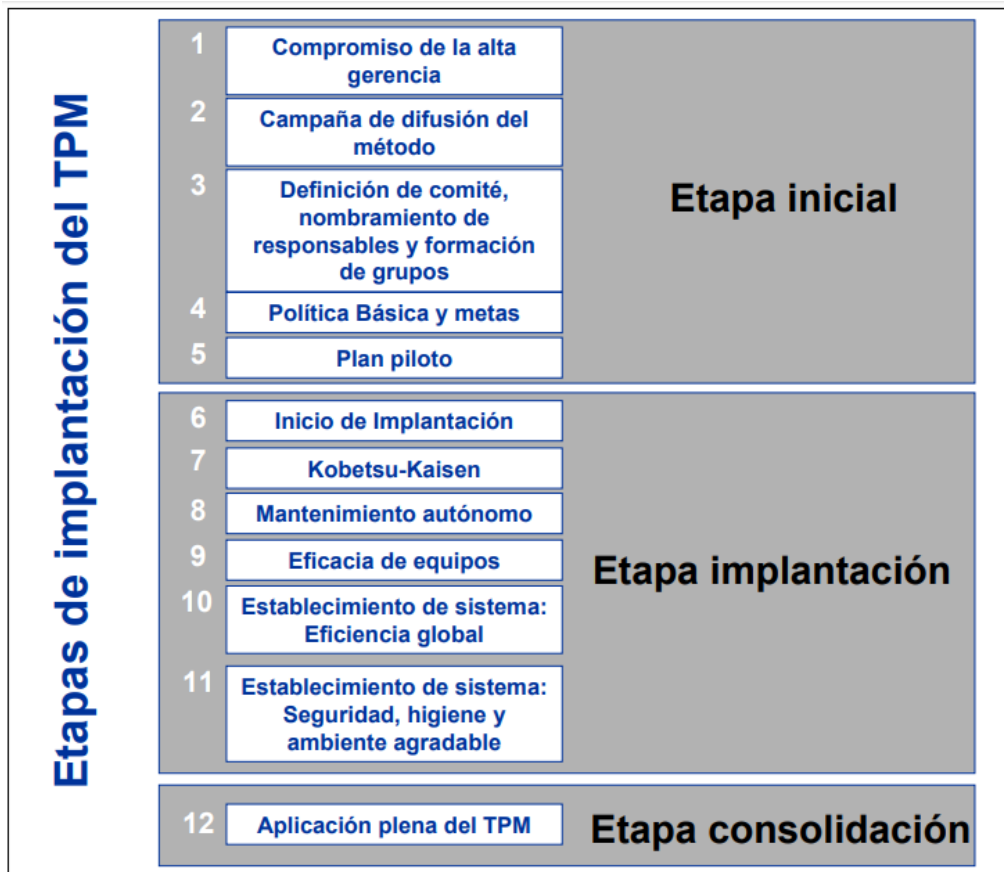 Etapas de implantación del TPM
1
Compromiso de la alta
gerencia
2
Campaña de difusión del
método
3
Definición de comité,
nombramiento de
responsables y formación
de grupos
4
Política Básica y metas
5
Plan piloto
Etapa inicial
6
Inicio de Implantación
7
Kobetsu-Kaisen
8
Mantenimiento autónomo
9
Eficacia de equipos
10
Establecimiento de sistema:
Eficiencia global
11
Establecimiento de sistema:
Seguridad, higiene y
ambiente agradable
Etapa implantación
12
Aplicación plena del TPM
Etapa consolidación